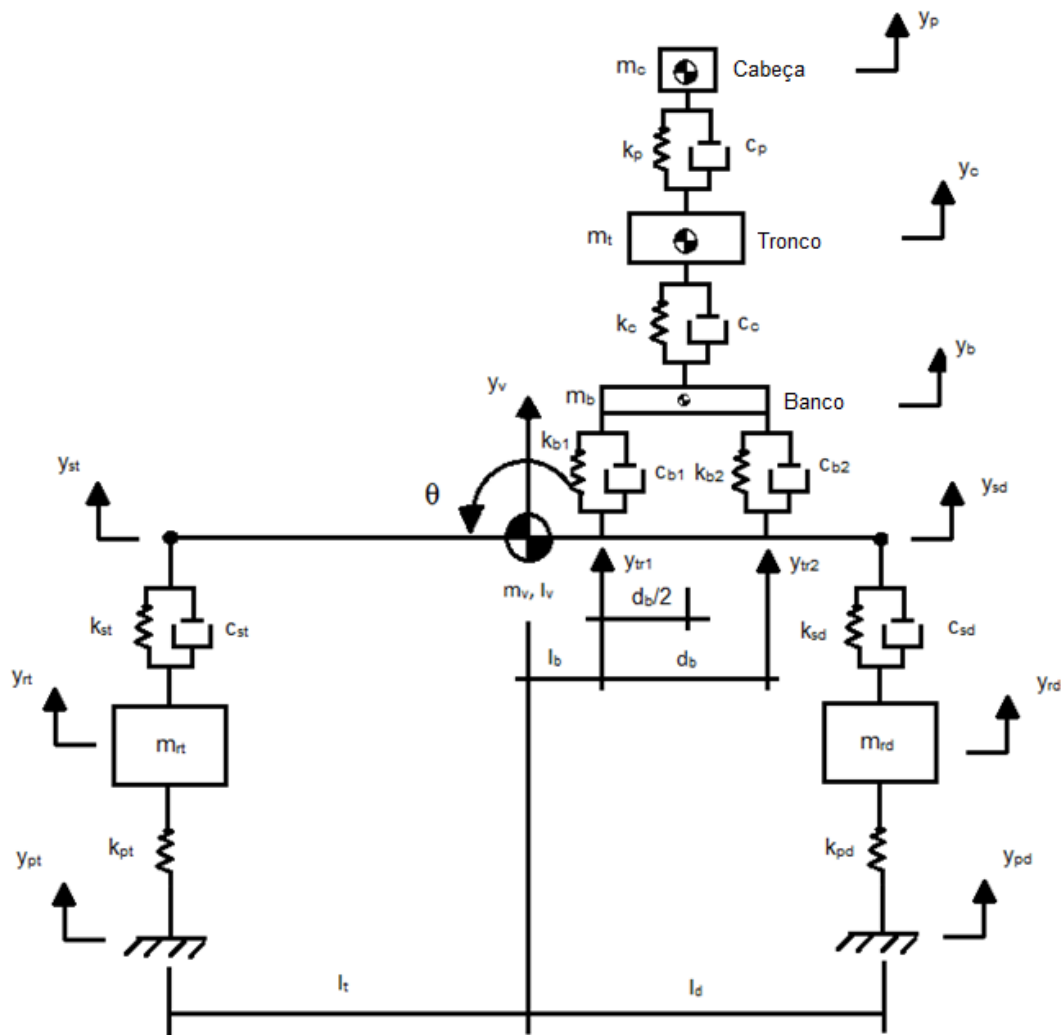 yp
mc Cabeça
kp cp
yc
mt Tronco
kc cc
yb
mb Banco
yv
kb1 cb1 kb2 cb2
yst θ ysd
ytr1 ytr2
mv, Iv db/2
kst cst ksd csd
lb db
yrt yrd
mrt mrd
kpt kpd
ypt ypd
lt ld